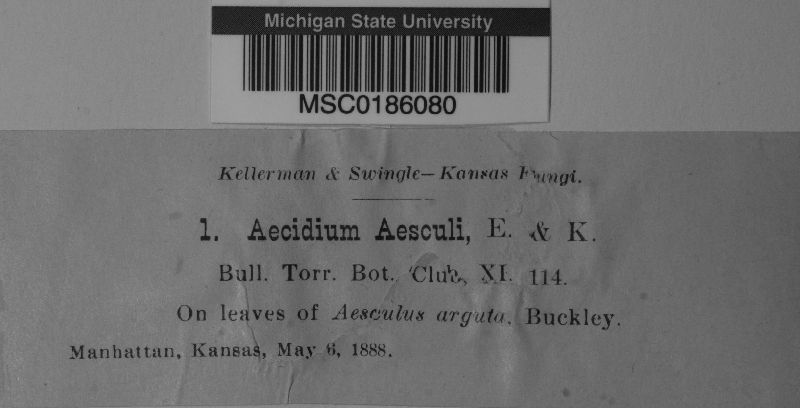 Michigan State University
MSC0186080
Kellerman & Swingle—Kansas Fungi.
1. Aecidium Aesculi, E. & K.
Bull. Torr. Bot. Club, XI. 114.
On leaves of Aesculus arguta, Buckley.
Manhattan, Kansas, May 6, 1888.